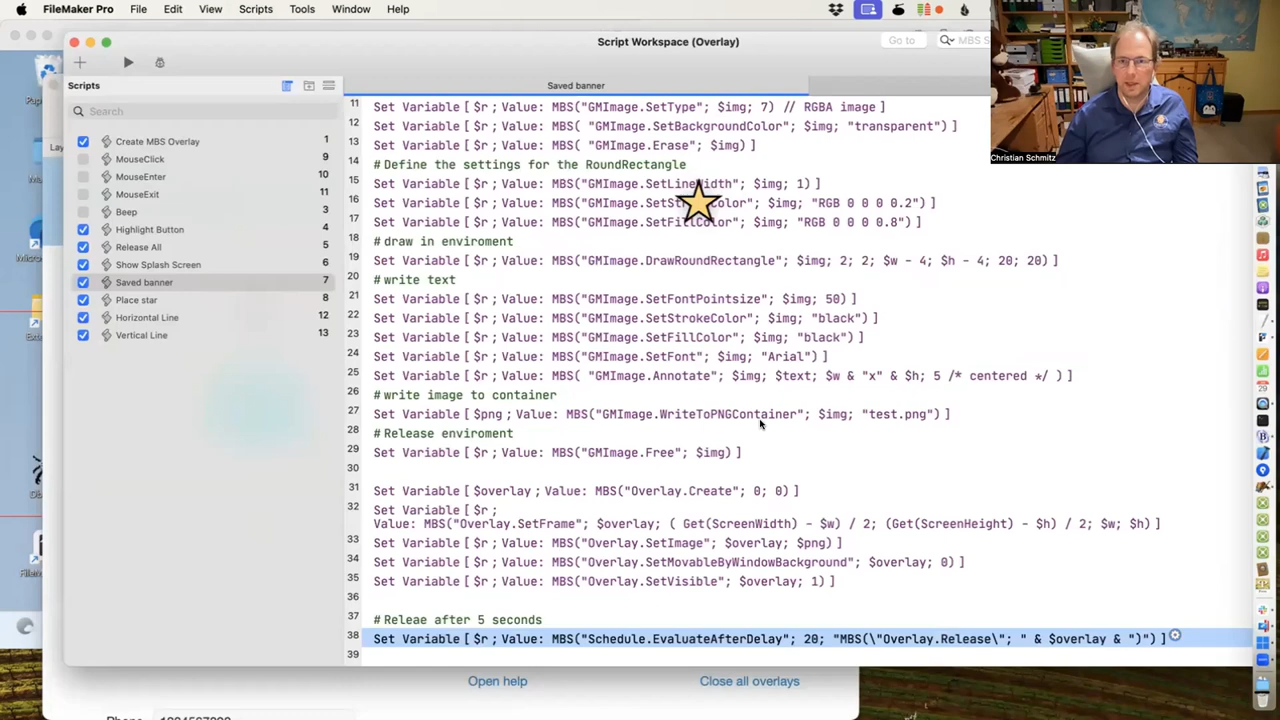 FileMaker Pro File Edit View Scripts Tools Window Help
Script Workspace (Overlay)
Go to
MBS S
Scripts
Saved banner
Search
Create MBS Overlay 1
MouseClick 9
MouseEnter 10
MouseExit 11
Beep 3
Highlight Button 4
Release All 5
Show Splash Screen 6
Saved banner 7
Place star 8
Horizontal Line 12
Vertical Line 13
11 Set Variable [ $r ; Value: MBS("GMImage.SetType"; $img; 7) // RGBA image ]
12 Set Variable [ $r ; Value: MBS( "GMImage.SetBackgroundColor"; $img; "transparent") ]
13 Set Variable [ $r ; Value: MBS( "GMImage.Erase"; $img) ]
14 # Define the settings for the RoundRectangle
15 Set Variable [ $r ; Value: MBS("GMImage.SetLineWidth"; $img; 1) ]
16 Set Variable [ $r ; Value: MBS("GMImage.SetSt olor"; $img; "RGB 0 0 0 0.2") ]
17 Set Variable [ $r ; Value: MBS("GMImage.SetFillColor"; $img; "RGB 0 0 0 0.8") ]
18 # draw in enviroment
19 Set Variable [ $r ; Value: MBS("GMImage.DrawRoundRectangle"; $img; 2; 2; $w - 4; $h - 4; 20; 20) ]
20 # write text
21 Set Variable [ $r ; Value: MBS("GMImage.SetFontPointsize"; $img; 50) ]
22 Set Variable [ $r ; Value: MBS("GMImage.SetStrokeColor"; $img; "black") ]
23 Set Variable [ $r ; Value: MBS("GMImage.SetFillColor"; $img; "black") ]
24 Set Variable [ $r ; Value: MBS("GMImage.SetFont"; $img; "Arial") ]
25 Set Variable [ $r ; Value: MBS( "GMImage.Annotate"; $img; $text; $w & "x" & $h; 5 /* centered */ ) ]
26 # write image to container
27 Set Variable [ $png ; Value: MBS("GMImage.WriteToPNGContainer"; $img; "test.png") ]
28 # Release enviroment
29 Set Variable [ $r ; Value: MBS("GMImage.Free"; $img) ]
30
31 Set Variable [ $overlay ; Value: MBS("Overlay.Create"; 0; 0) ]
32 Set Variable [ $r ;
Value: MBS("Overlay.SetFrame"; $overlay; ( Get(ScreenWidth) - $w) / 2; (Get(ScreenHeight) - $h) / 2; $w; $h) ]
33 Set Variable [ $r ; Value: MBS("Overlay.SetImage"; $overlay; $png) ]
34 Set Variable [ $r ; Value: MBS("Overlay.SetMovableByWindowBackground"; $overlay; 0) ]
35 Set Variable [ $r ; Value: MBS("Overlay.SetVisible"; $overlay; 1) ]
36
37 # Releae after 5 seconds
38 Set Variable [ $r ; Value: MBS("Schedule.EvaluateAfterDelay"; 20; "MBS(\"Overlay.Release\"; " & $overlay & ")") ]
39
Open help
Close all overlays
Christian Schmitz